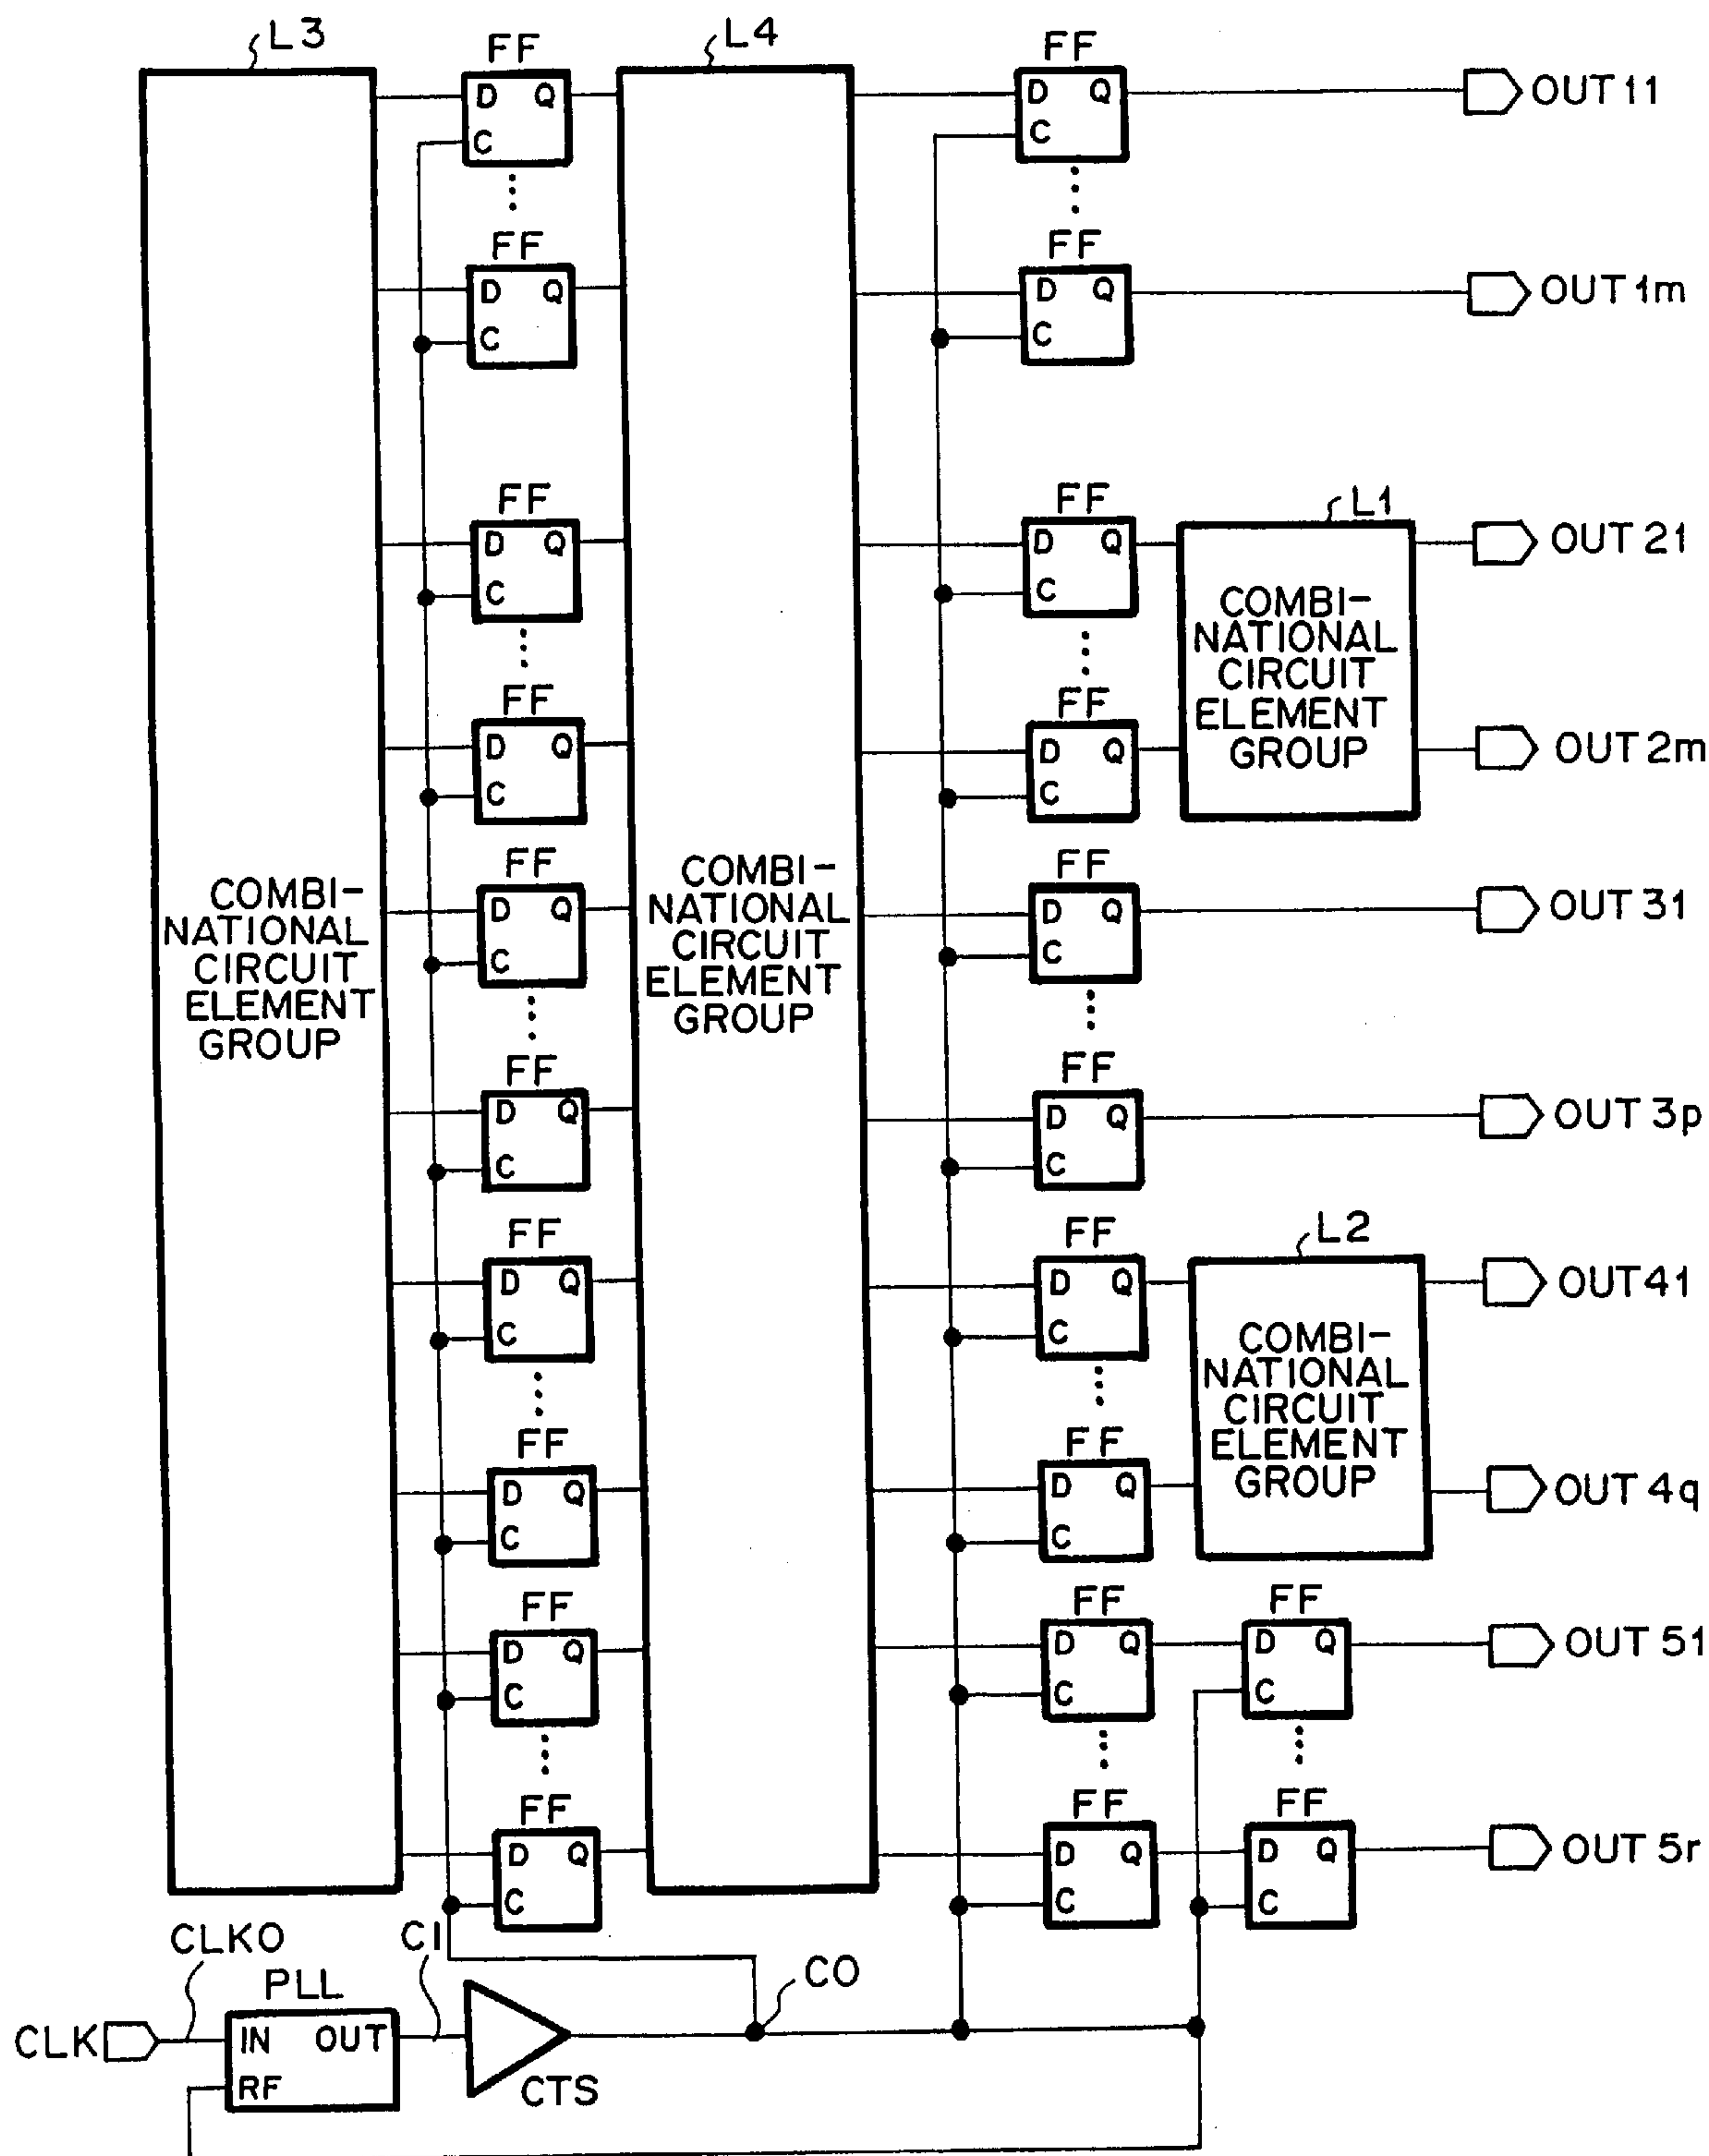 L3
FF
L4
FF
D Q
C
D Q
C
OUT 11
FF
FF
D Q
C
D Q
C
OUT 1m
FF
FF
L1
D Q
C
D Q
C
OUT 21
COMBI-
NATIONAL
CIRCUIT
ELEMENT
GROUP
FF
FF
D Q
C
D Q
C
OUT 2m
FF
FF
COMBI-
NATIONAL
CIRCUIT
ELEMENT
GROUP
COMBI-
NATIONAL
CIRCUIT
ELEMENT
GROUP
D Q
C
D Q
C
OUT 31
FF
FF
D Q
C
D Q
C
OUT 3p
FF
FF
L2
D Q
C
D Q
C
OUT41
COMBI-
NATIONAL
CIRCUIT
ELEMENT
GROUP
FF
FF
D Q
C
D Q
C
OUT 4q
FF
FF
FF
D Q
C
D Q
C
D Q
C
OUT 51
FF
FF
FF
D Q
C
D Q
C
D Q
C
OUT 5r
CLKO
CI
CO
PLL
CLK
IN OUT
RF
CTS